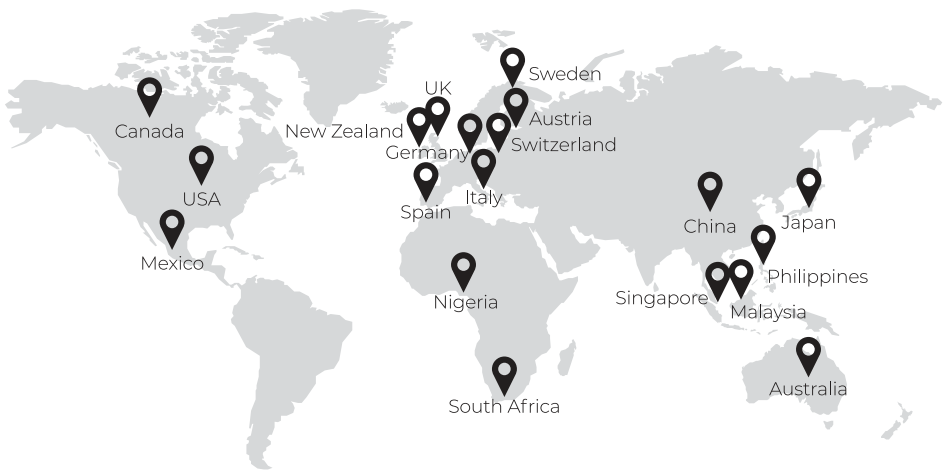 Sweden
UK
Austria
Canada
New Zealand
Switzerland
Germany
USA
Italy
Spain
China
Japan
Mexico
Philippines
Singapore
Nigeria
Malaysia
Australia
South Africa